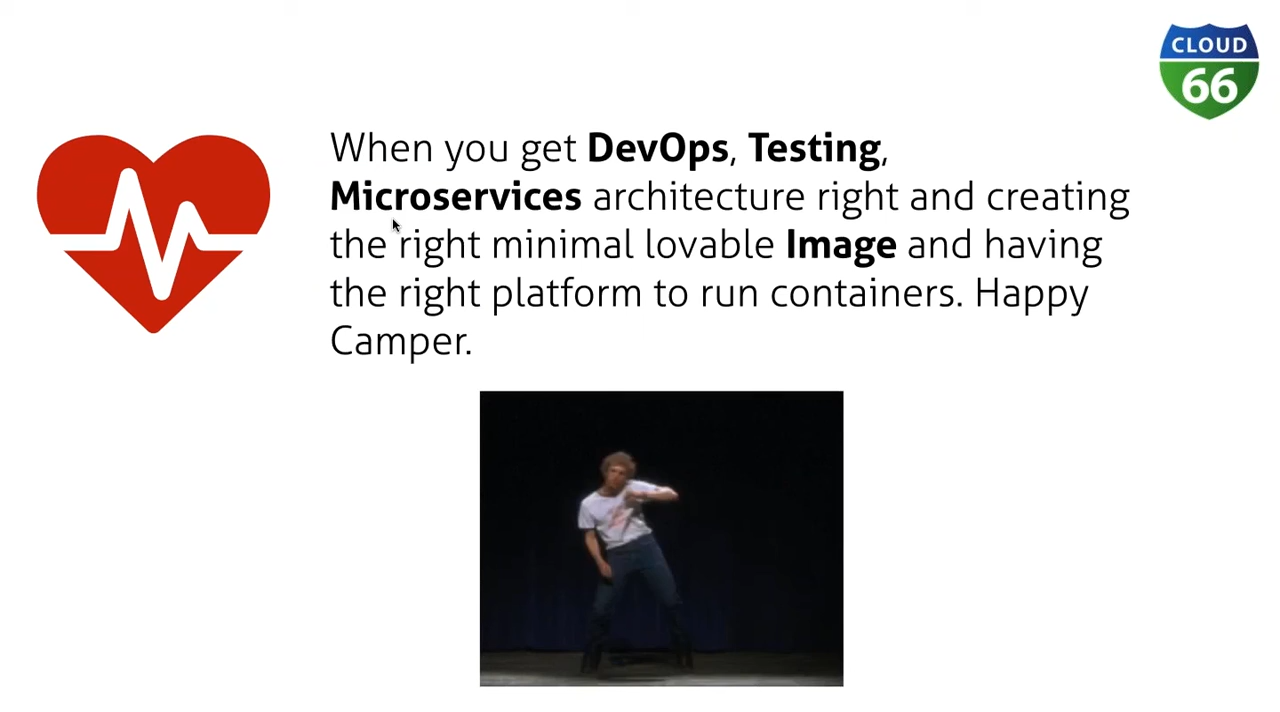 CLOUD
66
When you get DevOps, Testing,
Microservices architecture right and creating
the right minimal lovable Image and having
the right platform to run containers. Happy
Camper.